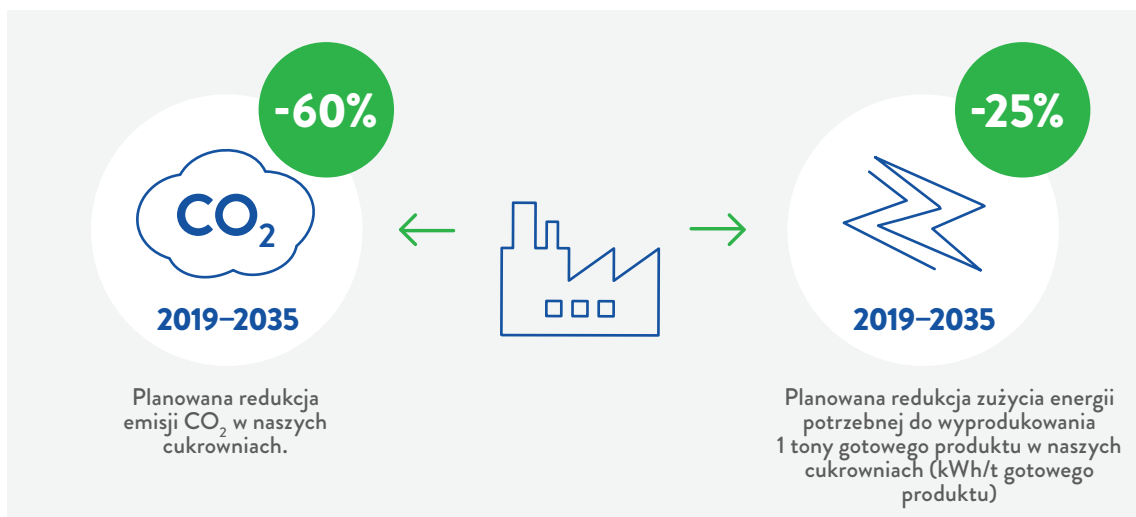 -60%
CO₂
2019–2035
Planowana redukcja
emisji CO₂ w naszych
cukrowniach.
-25%
2019–2035
Planowana redukcja zużycia energii
potrzebnej do wyprodukowania
1 tony gotowego produktu w naszych
cukrowniach (kWh/t gotowego
produktu)